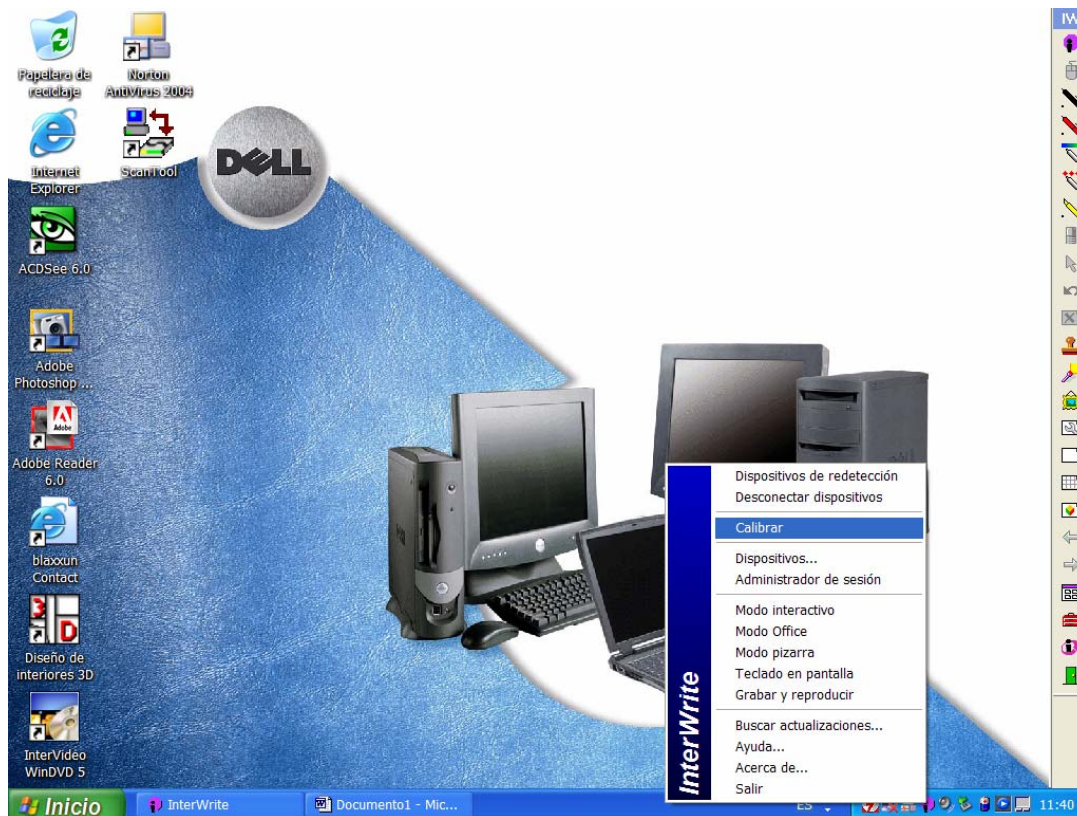 Papelera de
reciclaje
Norton
AntiVirus 2004
Internet
Explorer
ScanTool
DELL
ACDSee 6.0
Adobe
Photoshop ...
Adobe
Adobe Reader
6.0
blaxxun
Contact
3
D
Diseño de
interiores 3D
InterVideo
WinDVD 5
IW
InterWrite
Dispositivos de redetección
Desconectar dispositivos
Calibrar
Dispositivos...
Administrador de sesión
Modo interactivo
Modo Office
Modo pizarra
Teclado en pantalla
Grabar y reproducir
Buscar actualizaciones...
Ayuda...
Acerca de...
Salir
Inicio
InterWrite
Documento1 - Mic...
ES
11:40